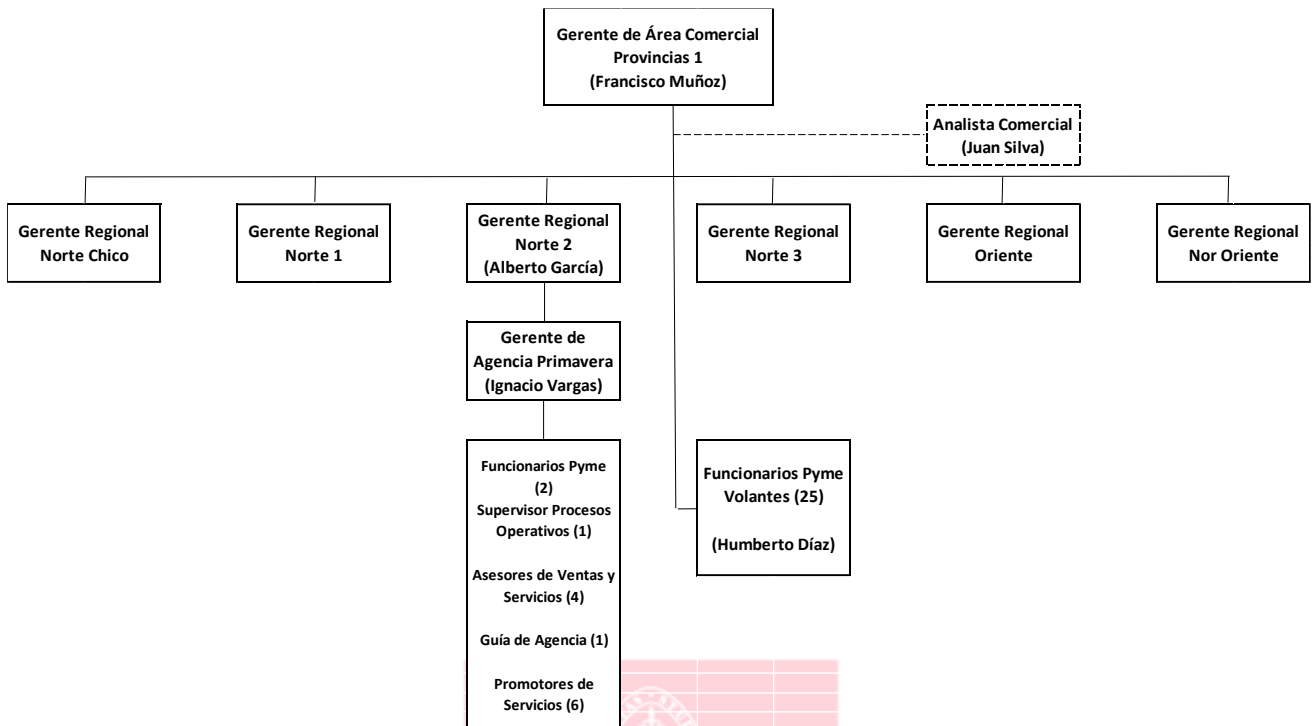 Gerente de Área Comercial
Provincias 1
(Francisco Muñoz)
Analista Comercial
(Juan Silva)
Gerente Regional
Norte Chico
Gerente Regional
Norte 1
Gerente Regional
Norte 2
(Alberto García)
Gerente Regional
Norte 3
Gerente Regional
Oriente
Gerente Regional
Nor Oriente
Gerente de
Agencia Primavera
(Ignacio Vargas)
Funcionarios Pyme
(2)
Supervisor Procesos
Operativos (1)
Asesores de Ventas y
Servicios (4)
Guía de Agencia (1)
Promotores de
Servicios (6)
Funcionarios Pyme
Volantes (25)
(Humberto Díaz)